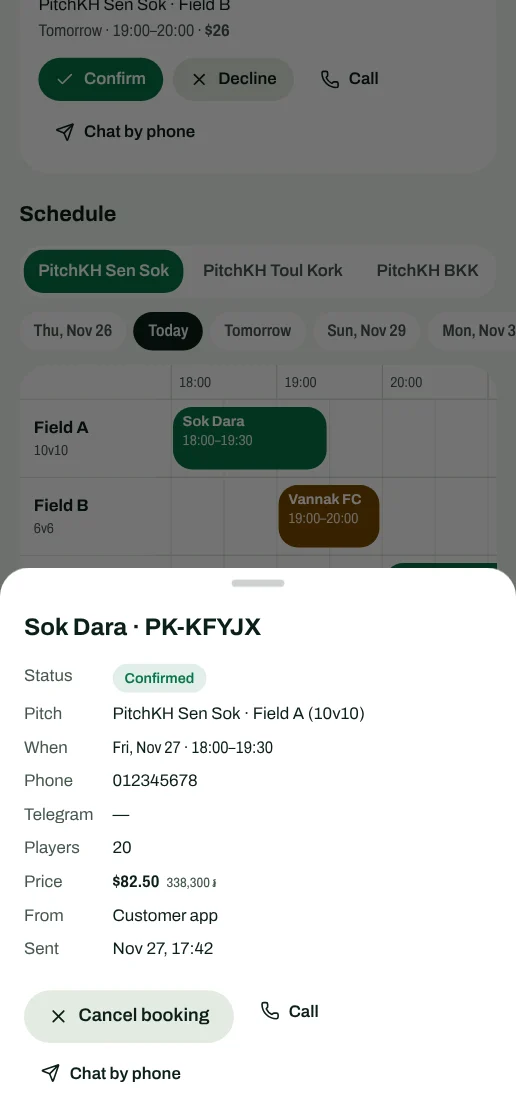 PitchKH Sen Sok · Field B
Tomorrow · 19:00–20:00 · $26
Confirm Decline Call
Chat by phone
Schedule
PitchKH Sen Sok PitchKH Toul Kork PitchKH BKK
Thu, Nov 26 Today Tomorrow Sun, Nov 29 Mon, Nov 3
18:00 19:00 20:00
Field A
10v10
Sok Dara
18:00–19:30
Field B
6v6
Vannak FC
19:00–20:00
Sok Dara · PK-KFYJX
Status Confirmed
Pitch PitchKH Sen Sok · Field A (10v10)
When Fri, Nov 27 · 18:00–19:30
Phone 012345678
Telegram —
Players 20
Price $82.50 338,300៛
From Customer app
Sent Nov 27, 17:42
Cancel booking Call
Chat by phone